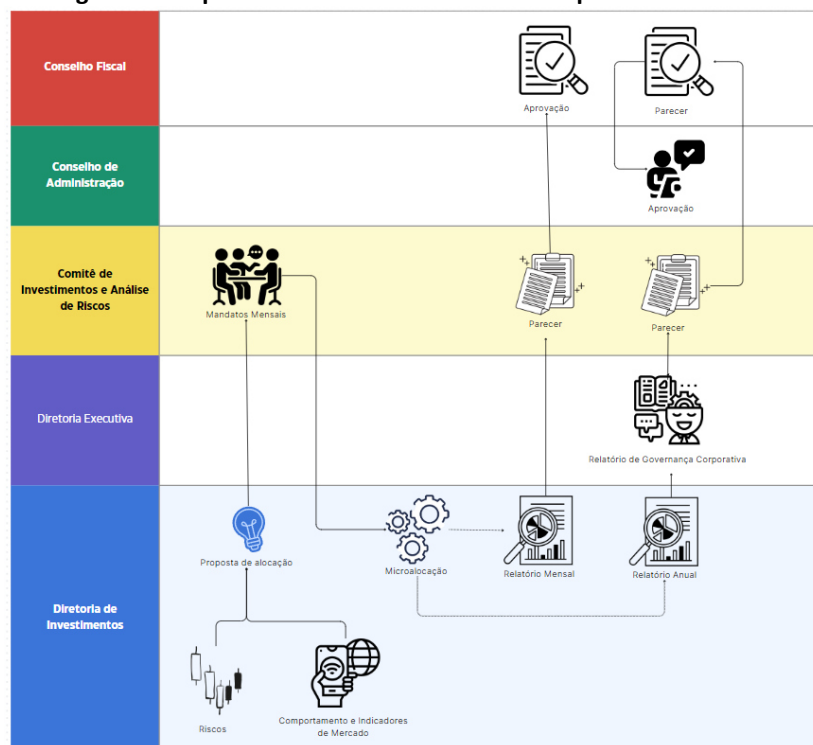 Conselho Fiscal
Aprovação
Parecer
Conselho de
Administração
Aprovação
Comitê de
Investimentos e Análise
de Riscos
Mandatos Mensais
Parecer
Parecer
Diretoria Executiva
Relatório de Governança Corporativa
Diretoria de
Investimentos
Proposta de alocação
Microalocação
Relatório Mensal
Relatório Anual
Riscos
Comportamento e Indicadores
de Mercado